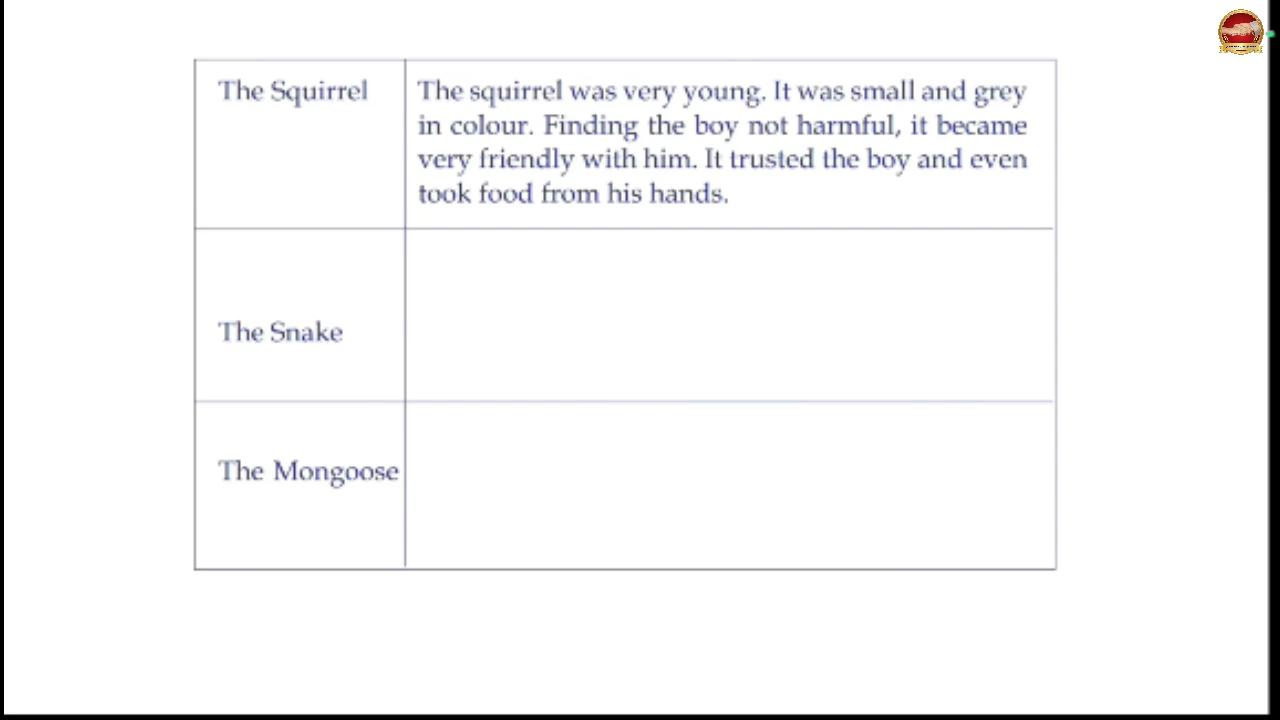 The Squirrel
The squirrel was very young. It was small and grey
in colour. Finding the boy not harmful, it became
very friendly with him. It trusted the boy and even
took food from his hands.
The Snake
The Mongoose